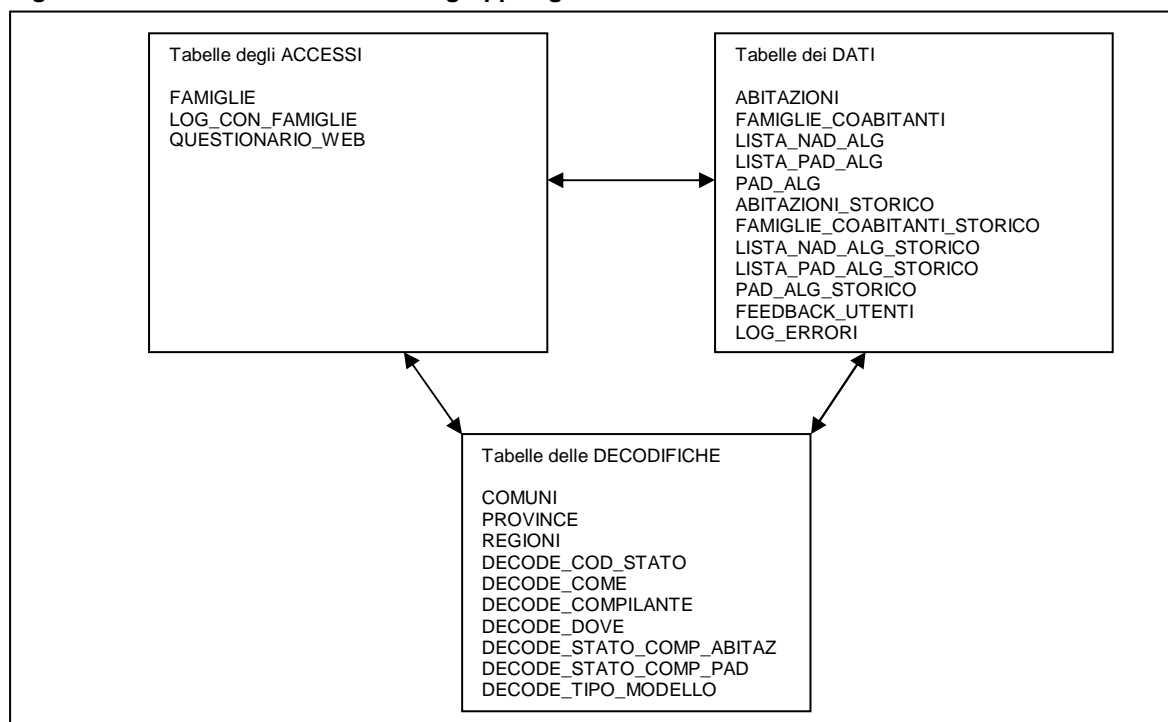 Tabelle degli ACCESSI
FAMIGLIE
LOG_CON_FAMIGLIE
QUESTIONARIO_WEB
Tabelle dei DATI
ABITAZIONI
FAMIGLIE_COABITANTI
LISTA_NAD_ALG
LISTA_PAD_ALG
PAD_ALG
ABITAZIONI_STORICO
FAMIGLIE_COABITANTI_STORICO
LISTA_NAD_ALG_STORICO
LISTA_PAD_ALG_STORICO
PAD_ALG_STORICO
FEEDBACK_UTENTI
LOG_ERRORI
Tabelle delle DECODIFICHE
COMUNI
PROVINCE
REGIONI
DECODE_COD_STATO
DECODE_COME
DECODE_COMPILANTE
DECODE_DOVE
DECODE_STATO_COMP_ABITAZ
DECODE_STATO_COMP_PAD
DECODE_TIPO_MODELLO